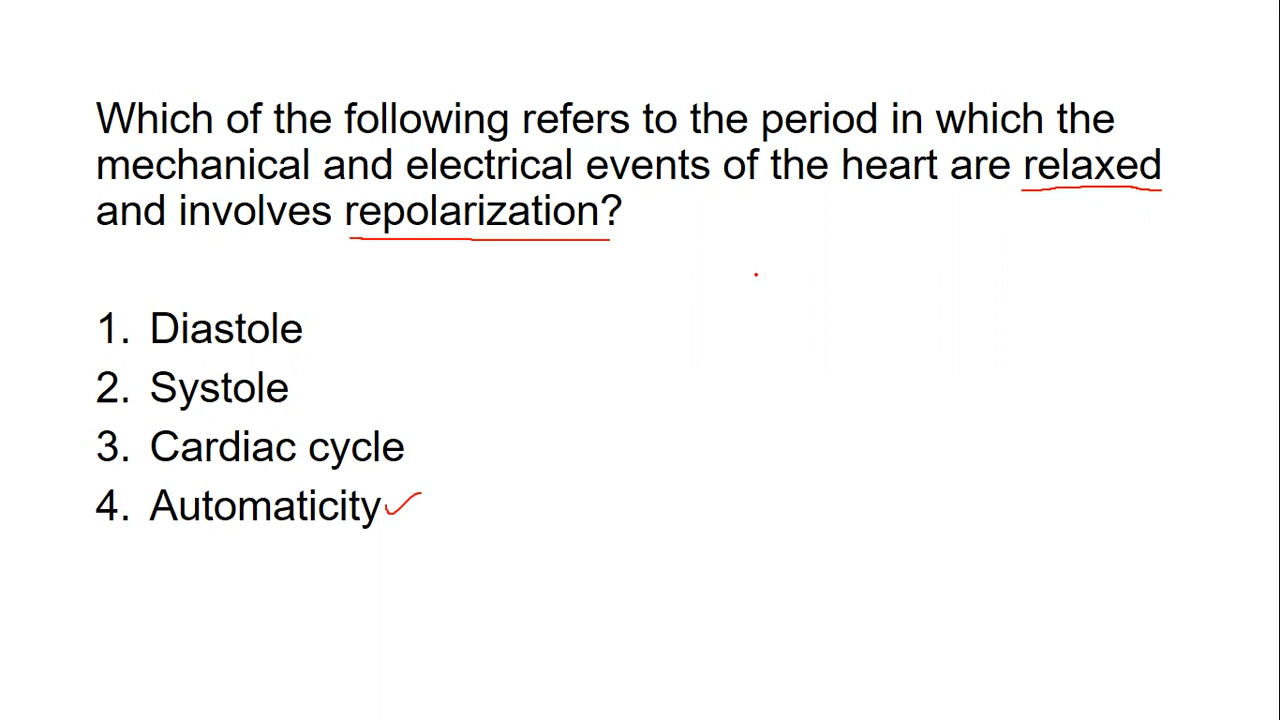 Which of the following refers to the period in which the
mechanical and electrical events of the heart are relaxed
and involves repolarization?
1. Diastole
2. Systole
3. Cardiac cycle
4. Automaticity